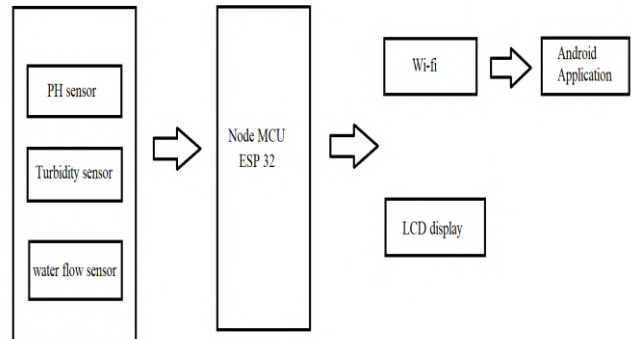 PH sensor
Turbidity sensor
water flow sensor
Node MCU
ESP 32
Wi-fi
Android
Application
LCD display